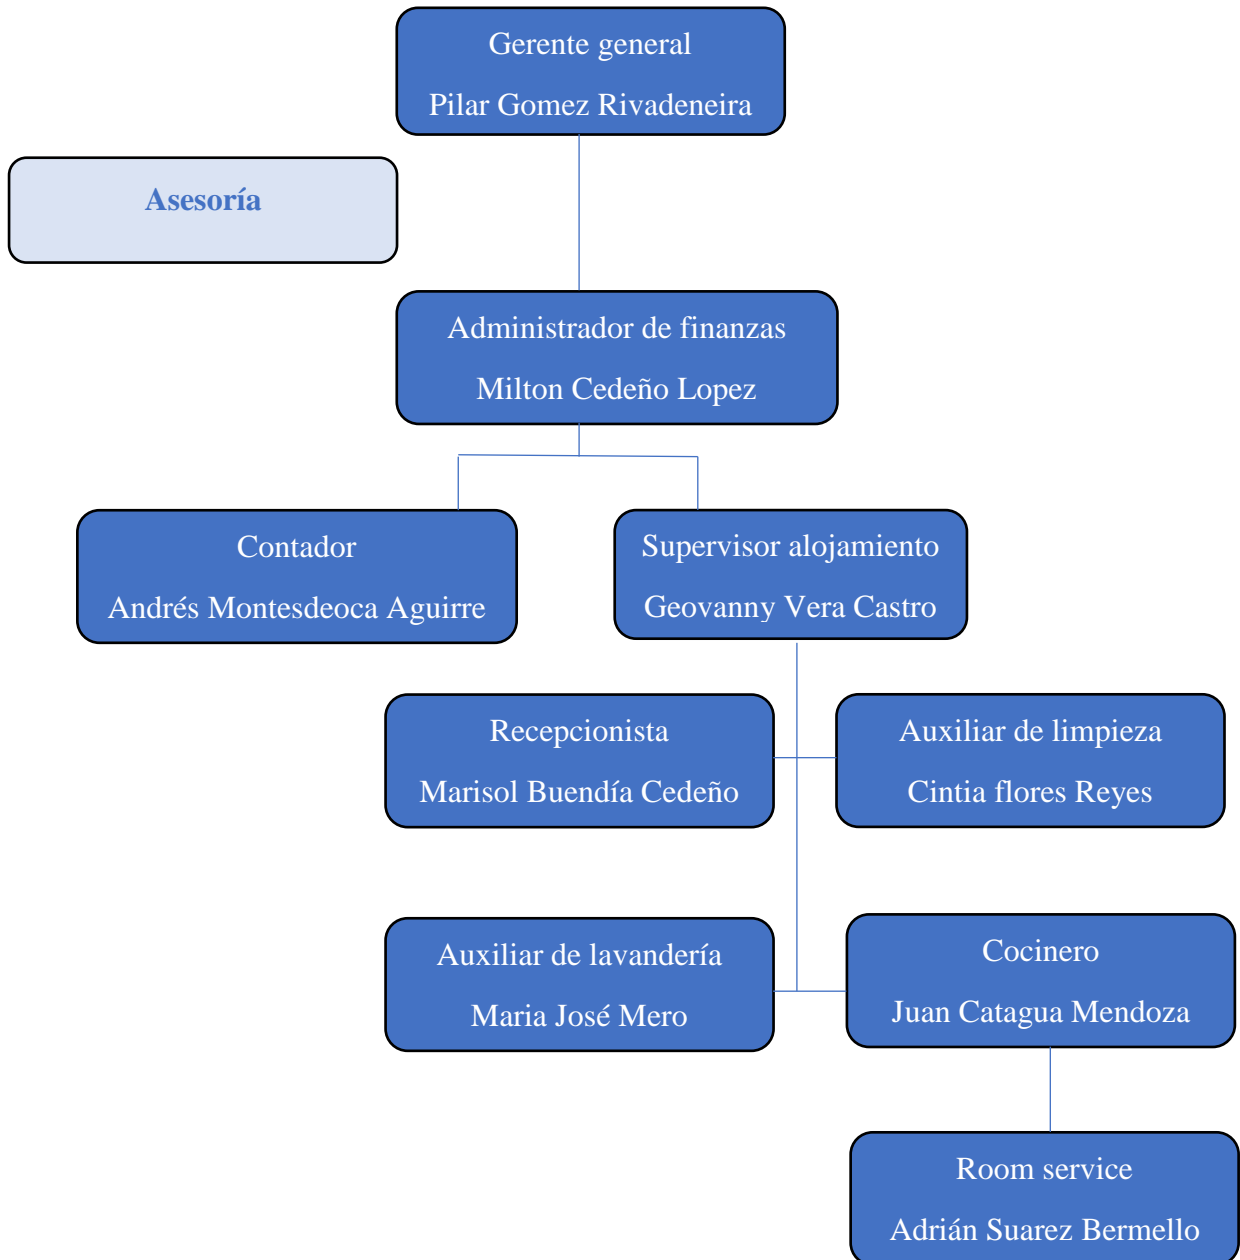 Gerente general
Pilar Gomez Rivadeneira
Asesoría
Administrador de finanzas
Milton Cedeño Lopez
Contador
Andrés Montesdeoca Aguirre
Supervisor alojamiento
Geovanny Vera Castro
Recepcionista
Marisol Buendía Cedeño
Auxiliar de limpieza
Cintia flores Reyes
Auxiliar de lavandería
Maria José Mero
Cocinero
Juan Catagua Mendoza
Room service
Adrián Suarez Bermello